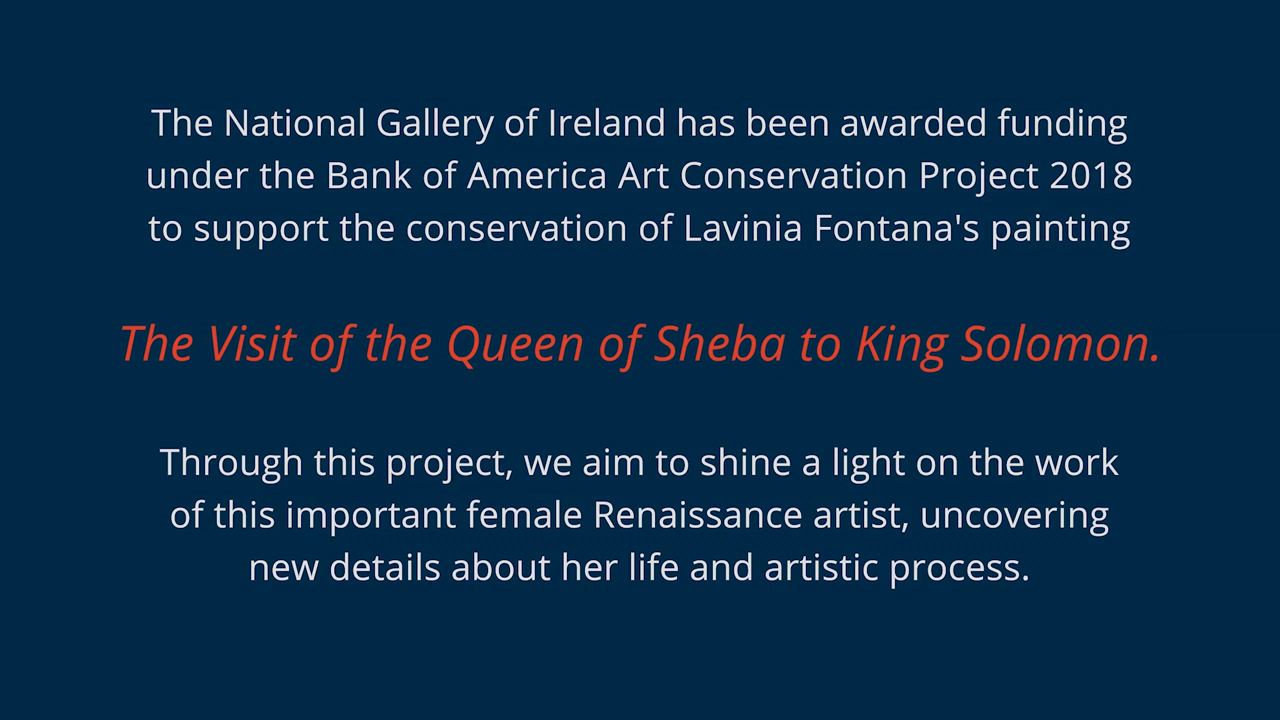 The National Gallery of Ireland has been awarded funding
under the Bank of America Art Conservation Project 2018
to support the conservation of Lavinia Fontana's painting
The Visit of the Queen of Sheba to King Solomon.
Through this project, we aim to shine a light on the work
of this important female Renaissance artist, uncovering
new details about her life and artistic process.